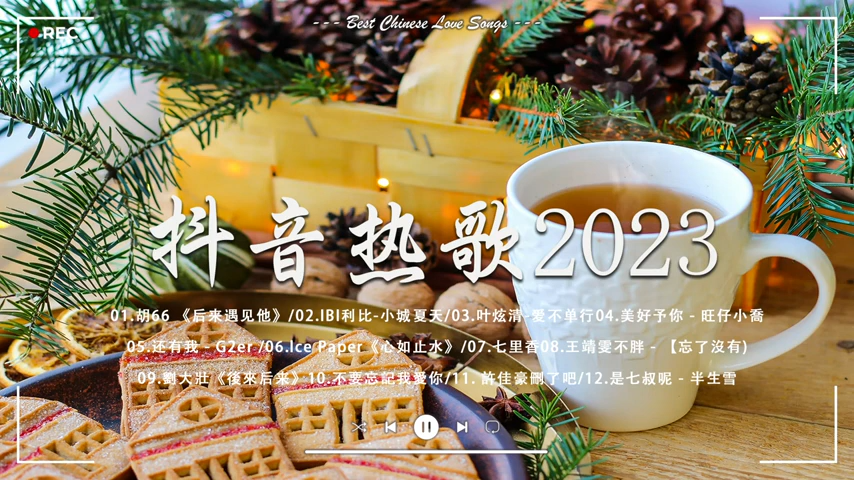 --- Best Chinese Love Songs ---
REC
抖音热歌2023
01.胡66 《后来遇见他》/02.IBI利比-小城夏天/03.叶炫清-爱不单行04.美好予你 - 旺仔小喬
05.还有我 - G2er /06.Ice Paper《心如止水》/07.七里香08.王靖雯不胖 - 【忘了沒有)
09.劉大壯《後來后来》10.不要忘記我愛你/11. 許佳豪刪了吧/12.是七叔呢 - 半生雪